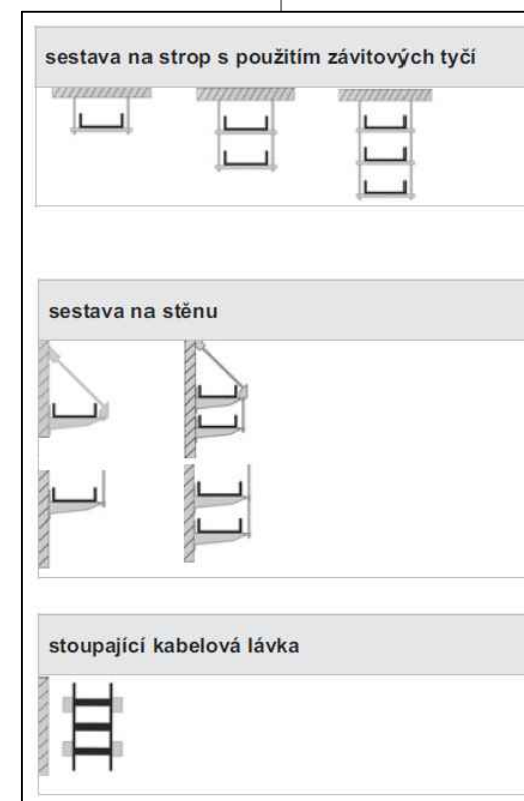 sestava na strop s použitím závitových tyčí
sestava na stěnu
stoupající kabelová lávka